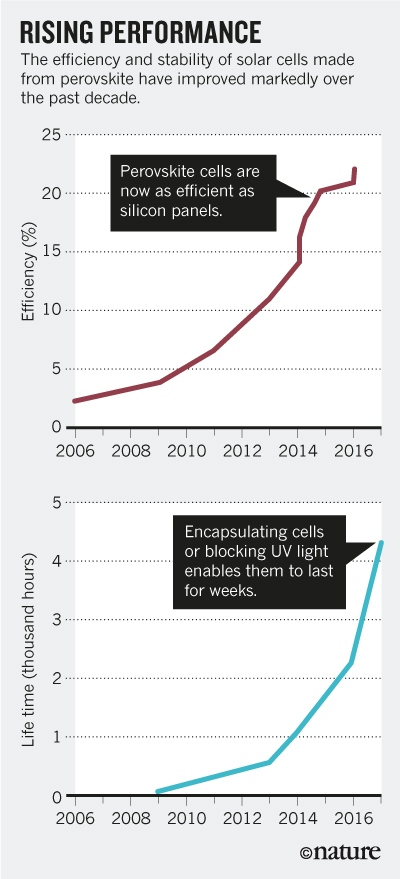 RISING PERFORMANCE
The efficiency and stability of solar cells made
from perovskite have improved markedly over
the past decade.
25
20
15
10
5
0
Efficiency (%)
Perovskite cells are
now as efficient as
silicon panels.
2006 2008 2010 2012 2014 2016
5
4
3
2
1
0
Life time (thousand hours)
Encapsulating cells
or blocking UV light
enables them to last
for weeks.
2006 2008 2010 2012 2014 2016
©nature